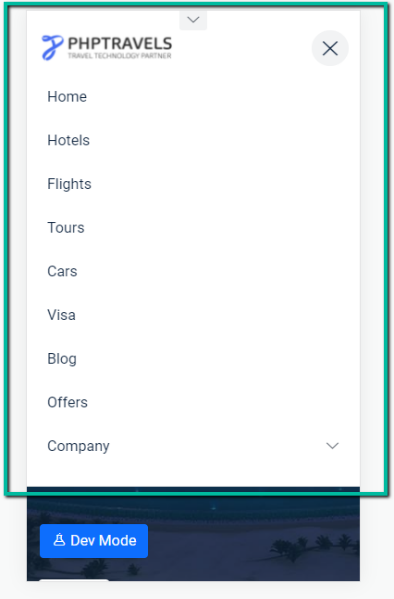 PHPTRAVELS
TRAVEL TECHNOLOGY PARTNER
Home
Hotels
Flights
Tours
Cars
Visa
Blog
Offers
Company
Dev Mode